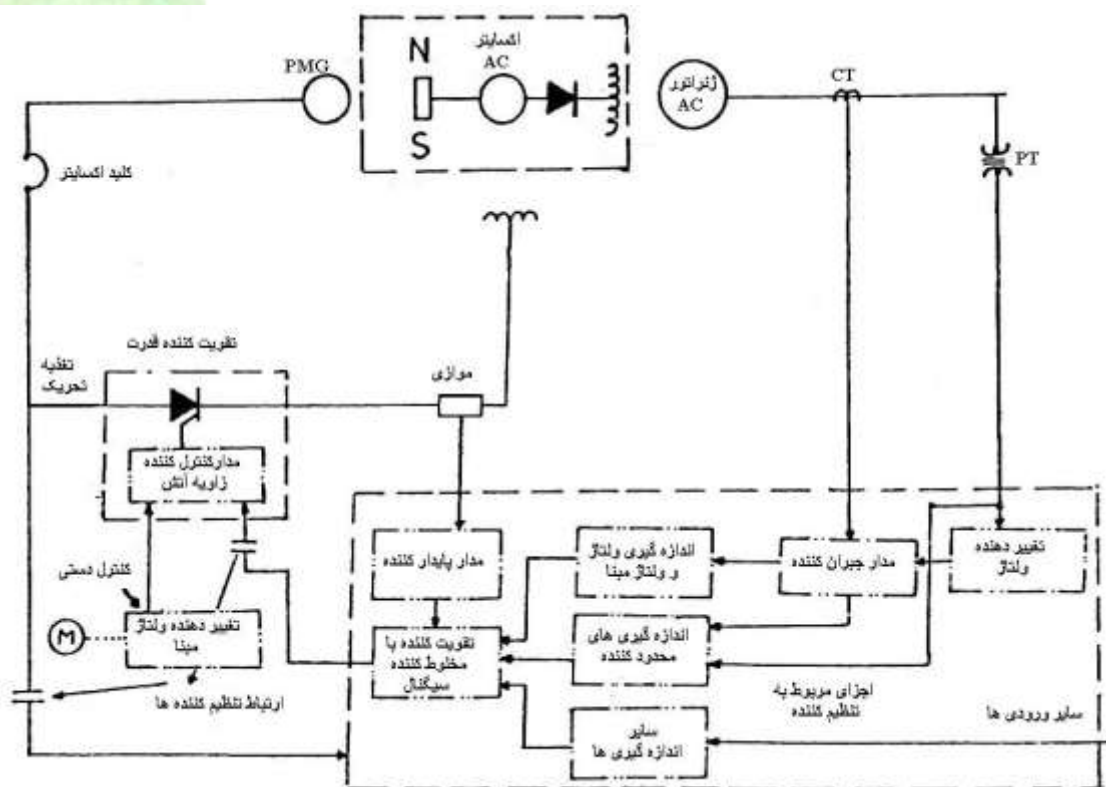 اکسایتر
AC
N
S
PMG
ژنراتور
AC
CT
PT
کلید اکسایتر
تقویت کننده قدرت
تغذیه
تحریک
موازی
مدارکنترل کننده
زاویه آتش
کنترل دستی
تغییر دهنده ولتاژ
مبنا
M
ارتباط تنظیم کننده ها
مدار پایدار کننده
اندازه گیری ولتاژ
و ولتاژ مبنا
مدار جبران کننده
تغییر دهنده
ولتاژ
تقویت کننده با
مخلوط کننده
سیگنال
اندازه گیری های
محدود کننده
اجزای مربوط به
تنظیم کننده
سایر ورودی ها
سایر
اندازه گیری ها